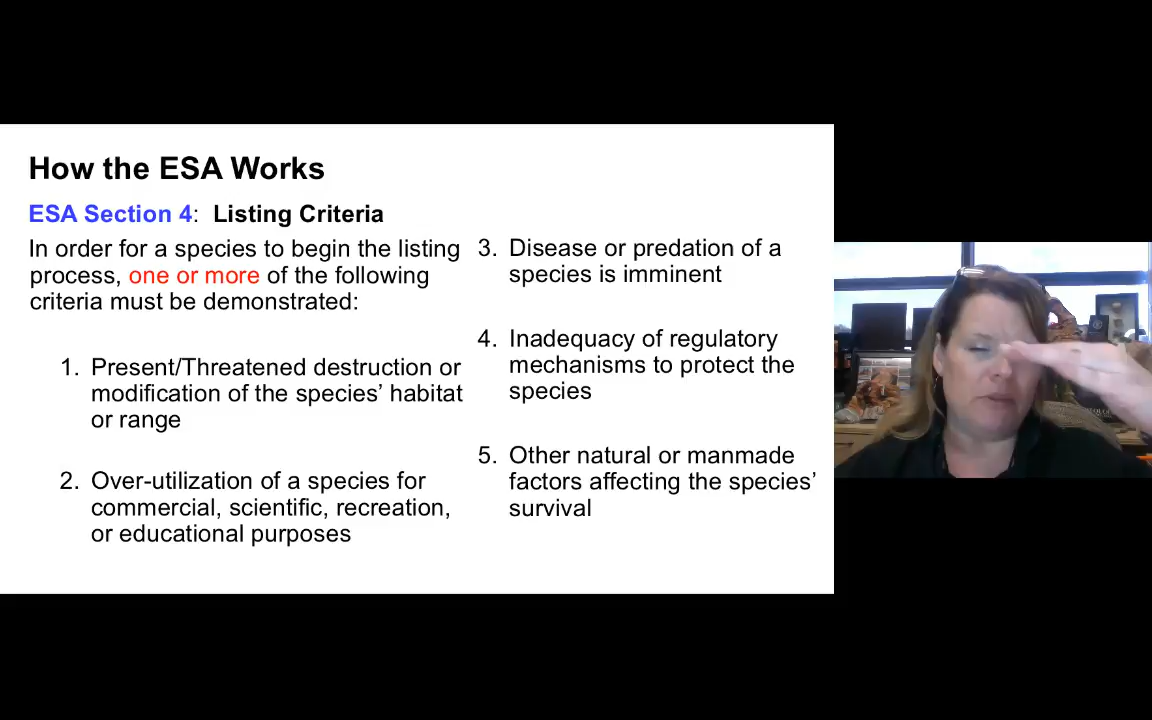 How the ESA Works
ESA Section 4:  Listing Criteria
In order for a species to begin the listing
process, one or more of the following
criteria must be demonstrated:
1. Present/Threatened destruction or
modification of the species’ habitat
or range
2. Over-utilization of a species for
commercial, scientific, recreation,
or educational purposes
3. Disease or predation of a
species is imminent
4. Inadequacy of regulatory
mechanisms to protect the
species
5. Other natural or manmade
factors affecting the species’
survival